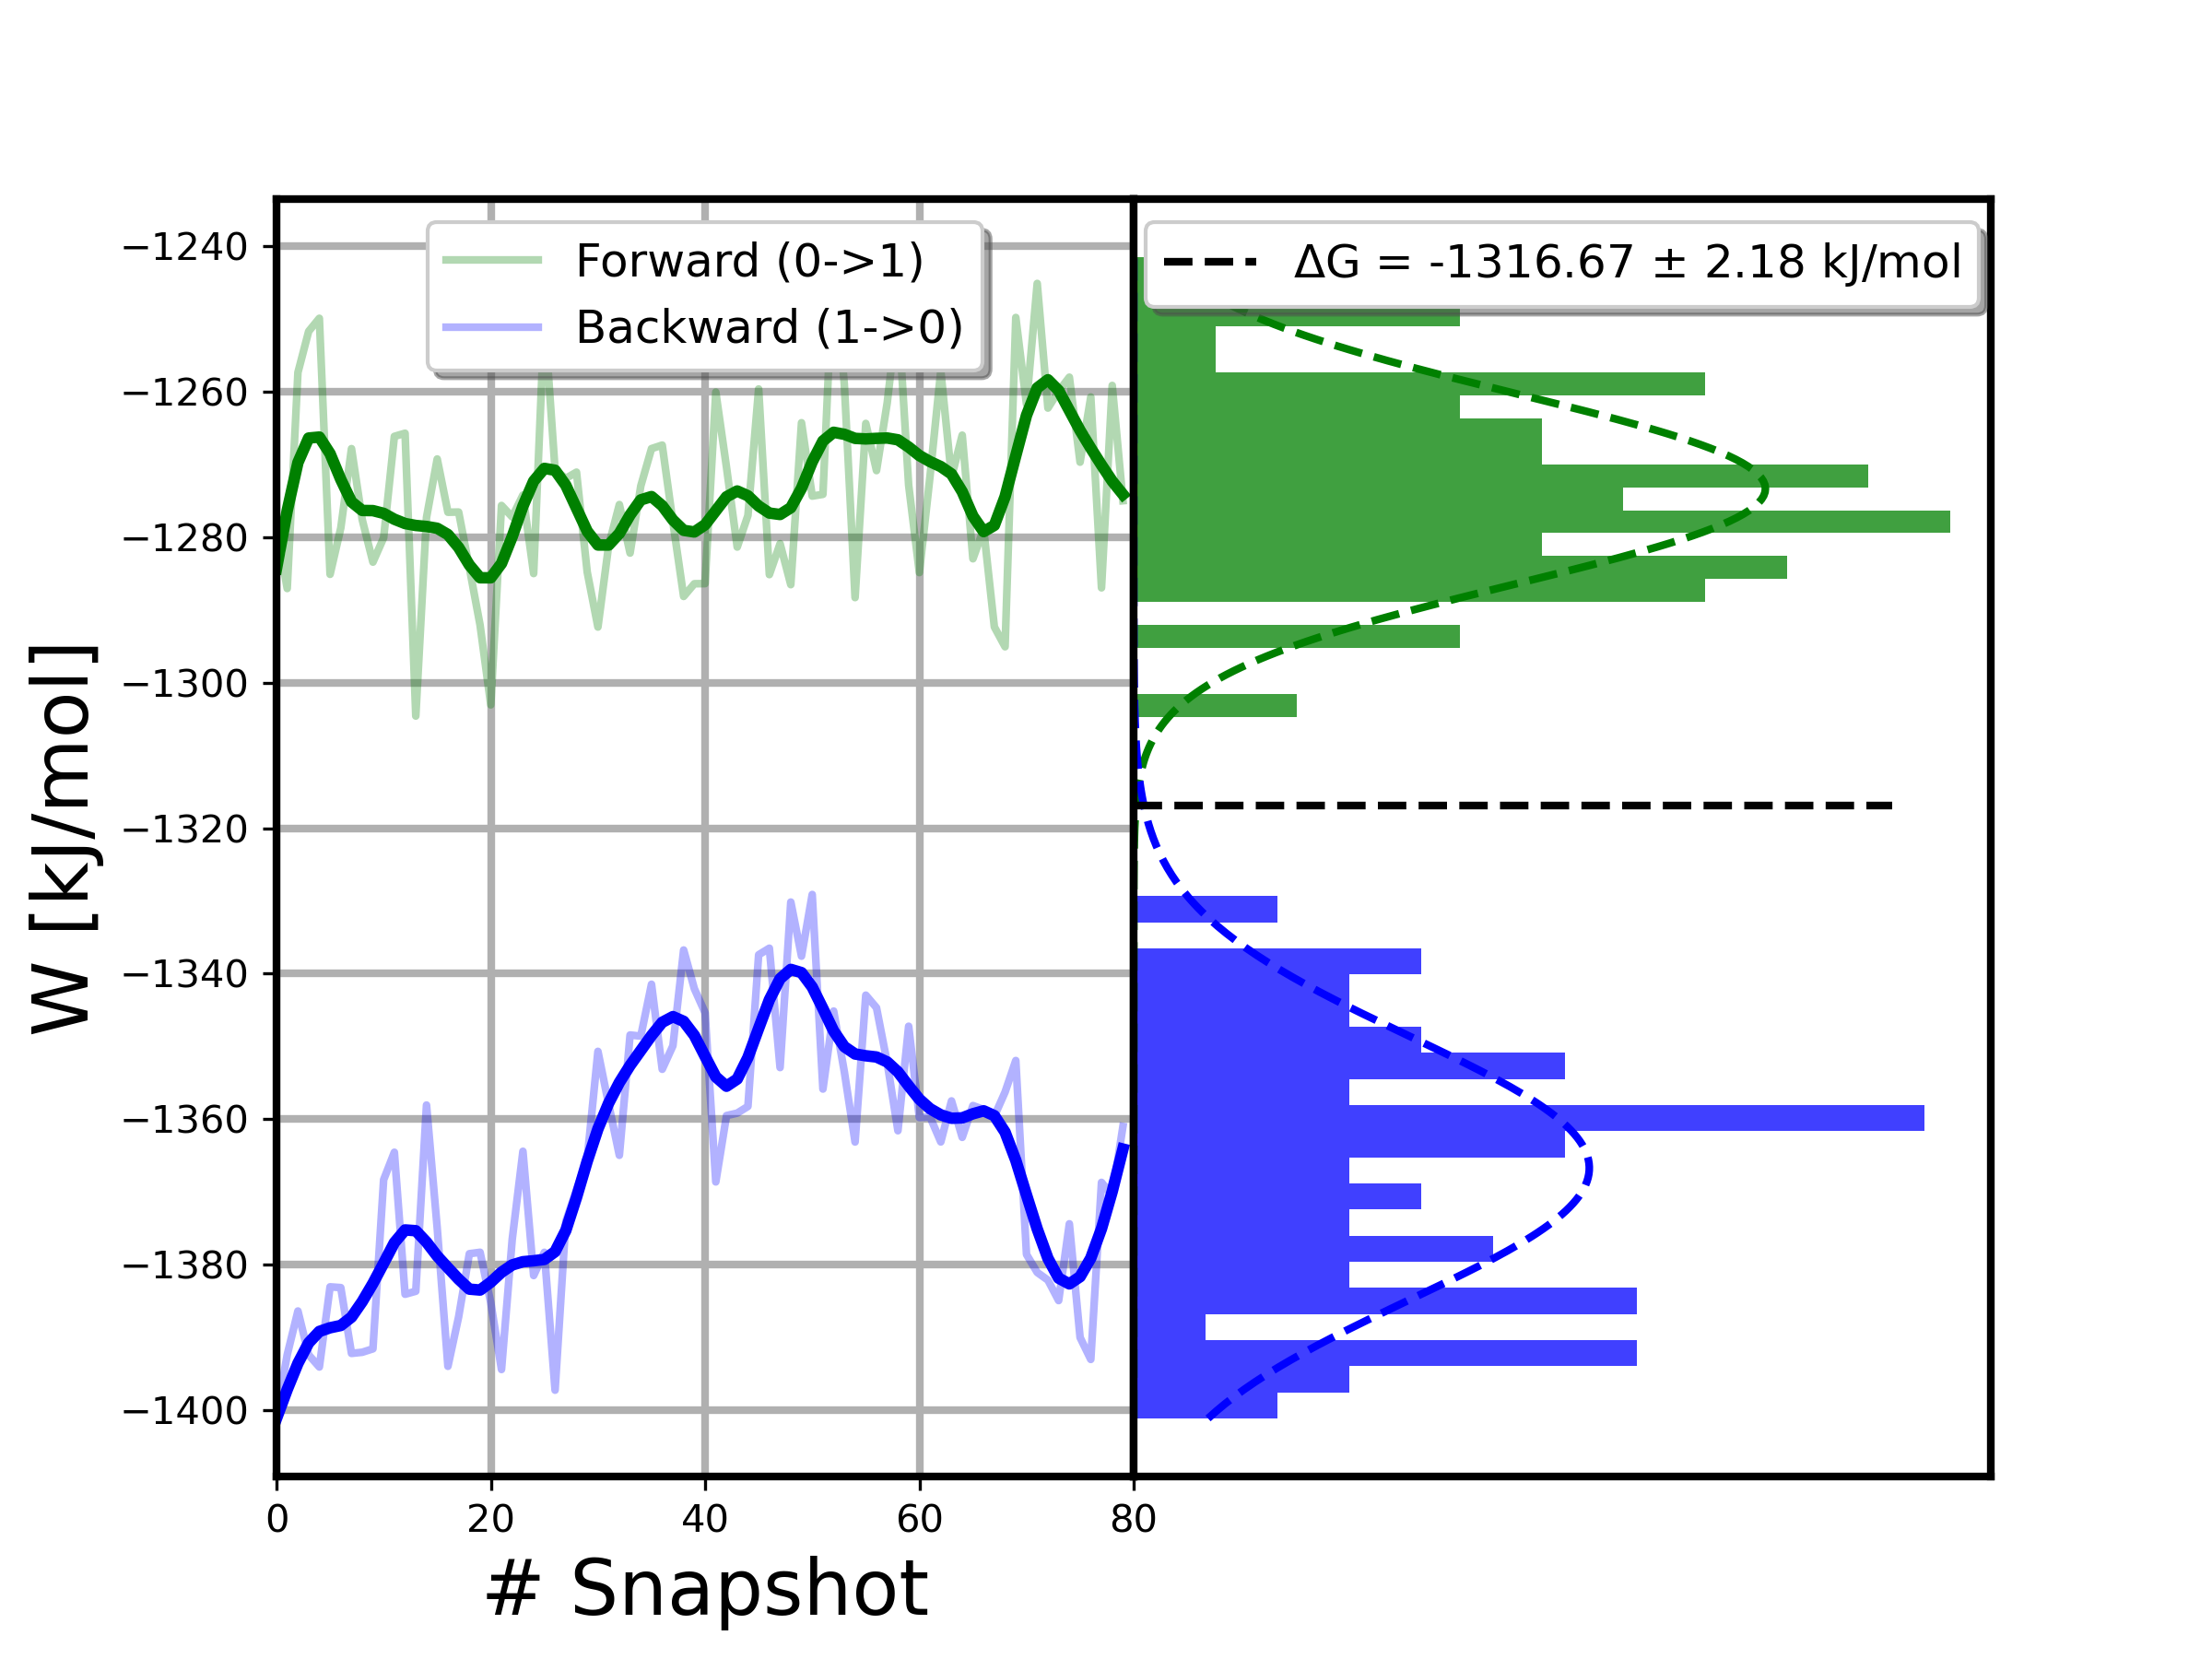 Forward (0->1)
Backward (1->0)
ΔG = -1316.67 ± 2.18 kJ/mol
W [kJ/mol]
−1240
−1260
−1280
−1300
−1320
−1340
−1360
−1380
−1400
0 20 40 60 80
# Snapshot